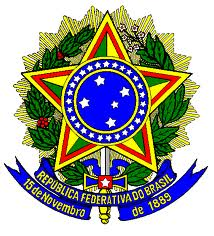 REPUBLICA FEDERATIVA DO BRASIL
15 de Novembro de 1889